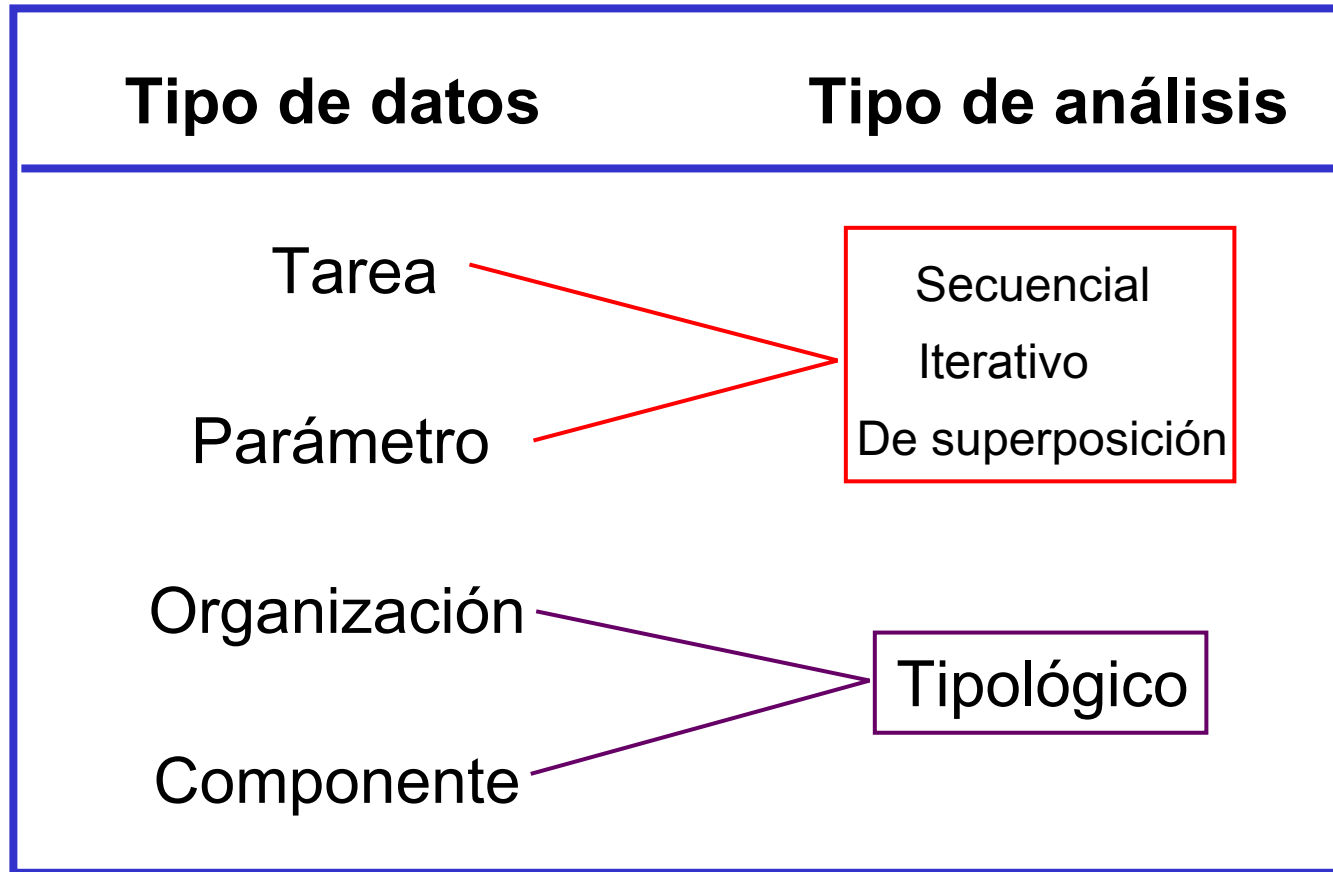 Tipo de datos
Tipo de análisis
Tarea
Parámetro
Secuencial
Iterativo
De superposición
Organización
Componente
Tipológico